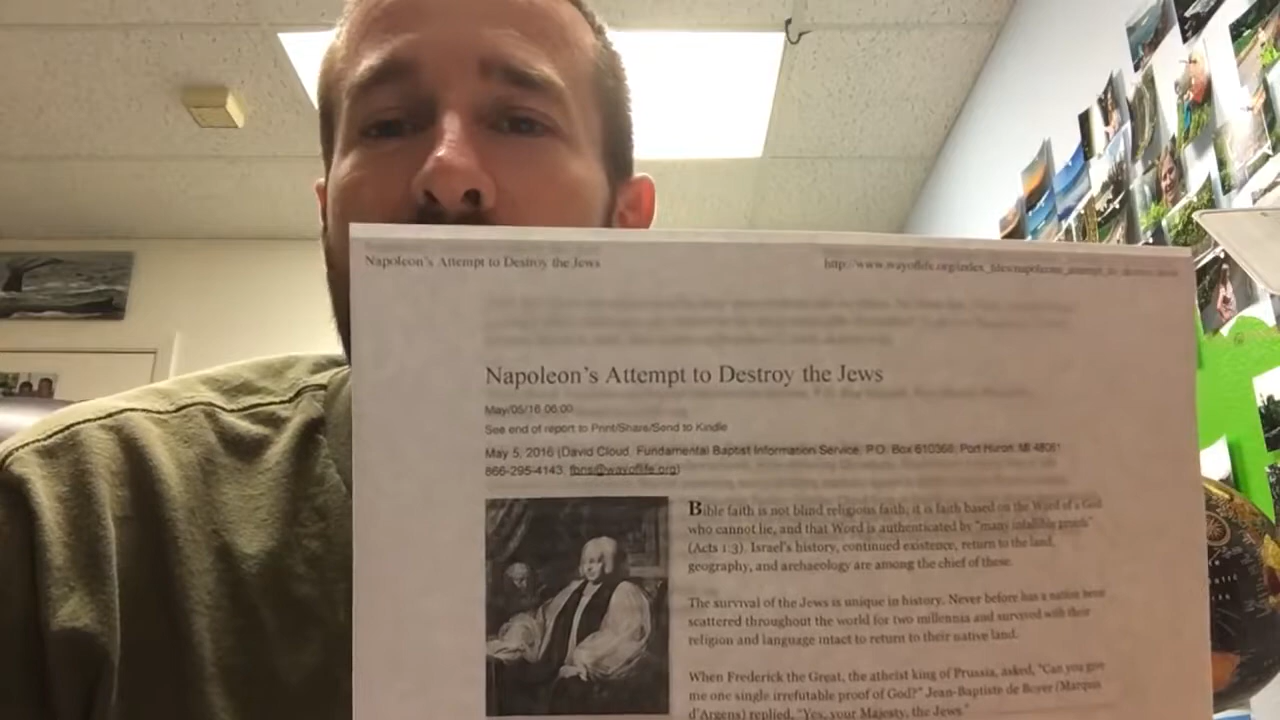 Napoleon's Attempt to Destroy the Jews
Napoleon's Attempt to Destroy the Jews
May/05/16 06:00
See end of report to Print/Share/Send to Kindle
May 5, 2016 (David Cloud, Fundamental Baptist Information Service, P.O. Box 610368, Port Huron, MI 48061
866-295-4143, fbns@wayoflife.org)
Bible faith is not blind religious faith; it is faith based on the Word of a God
who cannot lie, and that Word is authenticated by "many infallible proofs"
(Acts 1:3). Israel's history, continued existence, return to the land,
geography, and archaeology are among the chief of these.
The survival of the Jews is unique in history. Never before has a nation been
scattered throughout the world for two millennia and survived with their
religion and language intact to return to their native land.
When Frederick the Great, the atheist king of Prussia, asked, "Can you give
me one single irrefutable proof of God?" Jean-Baptiste de Boyer (Marquis
d'Argens) replied, "Yes, your Majesty, the Jews."